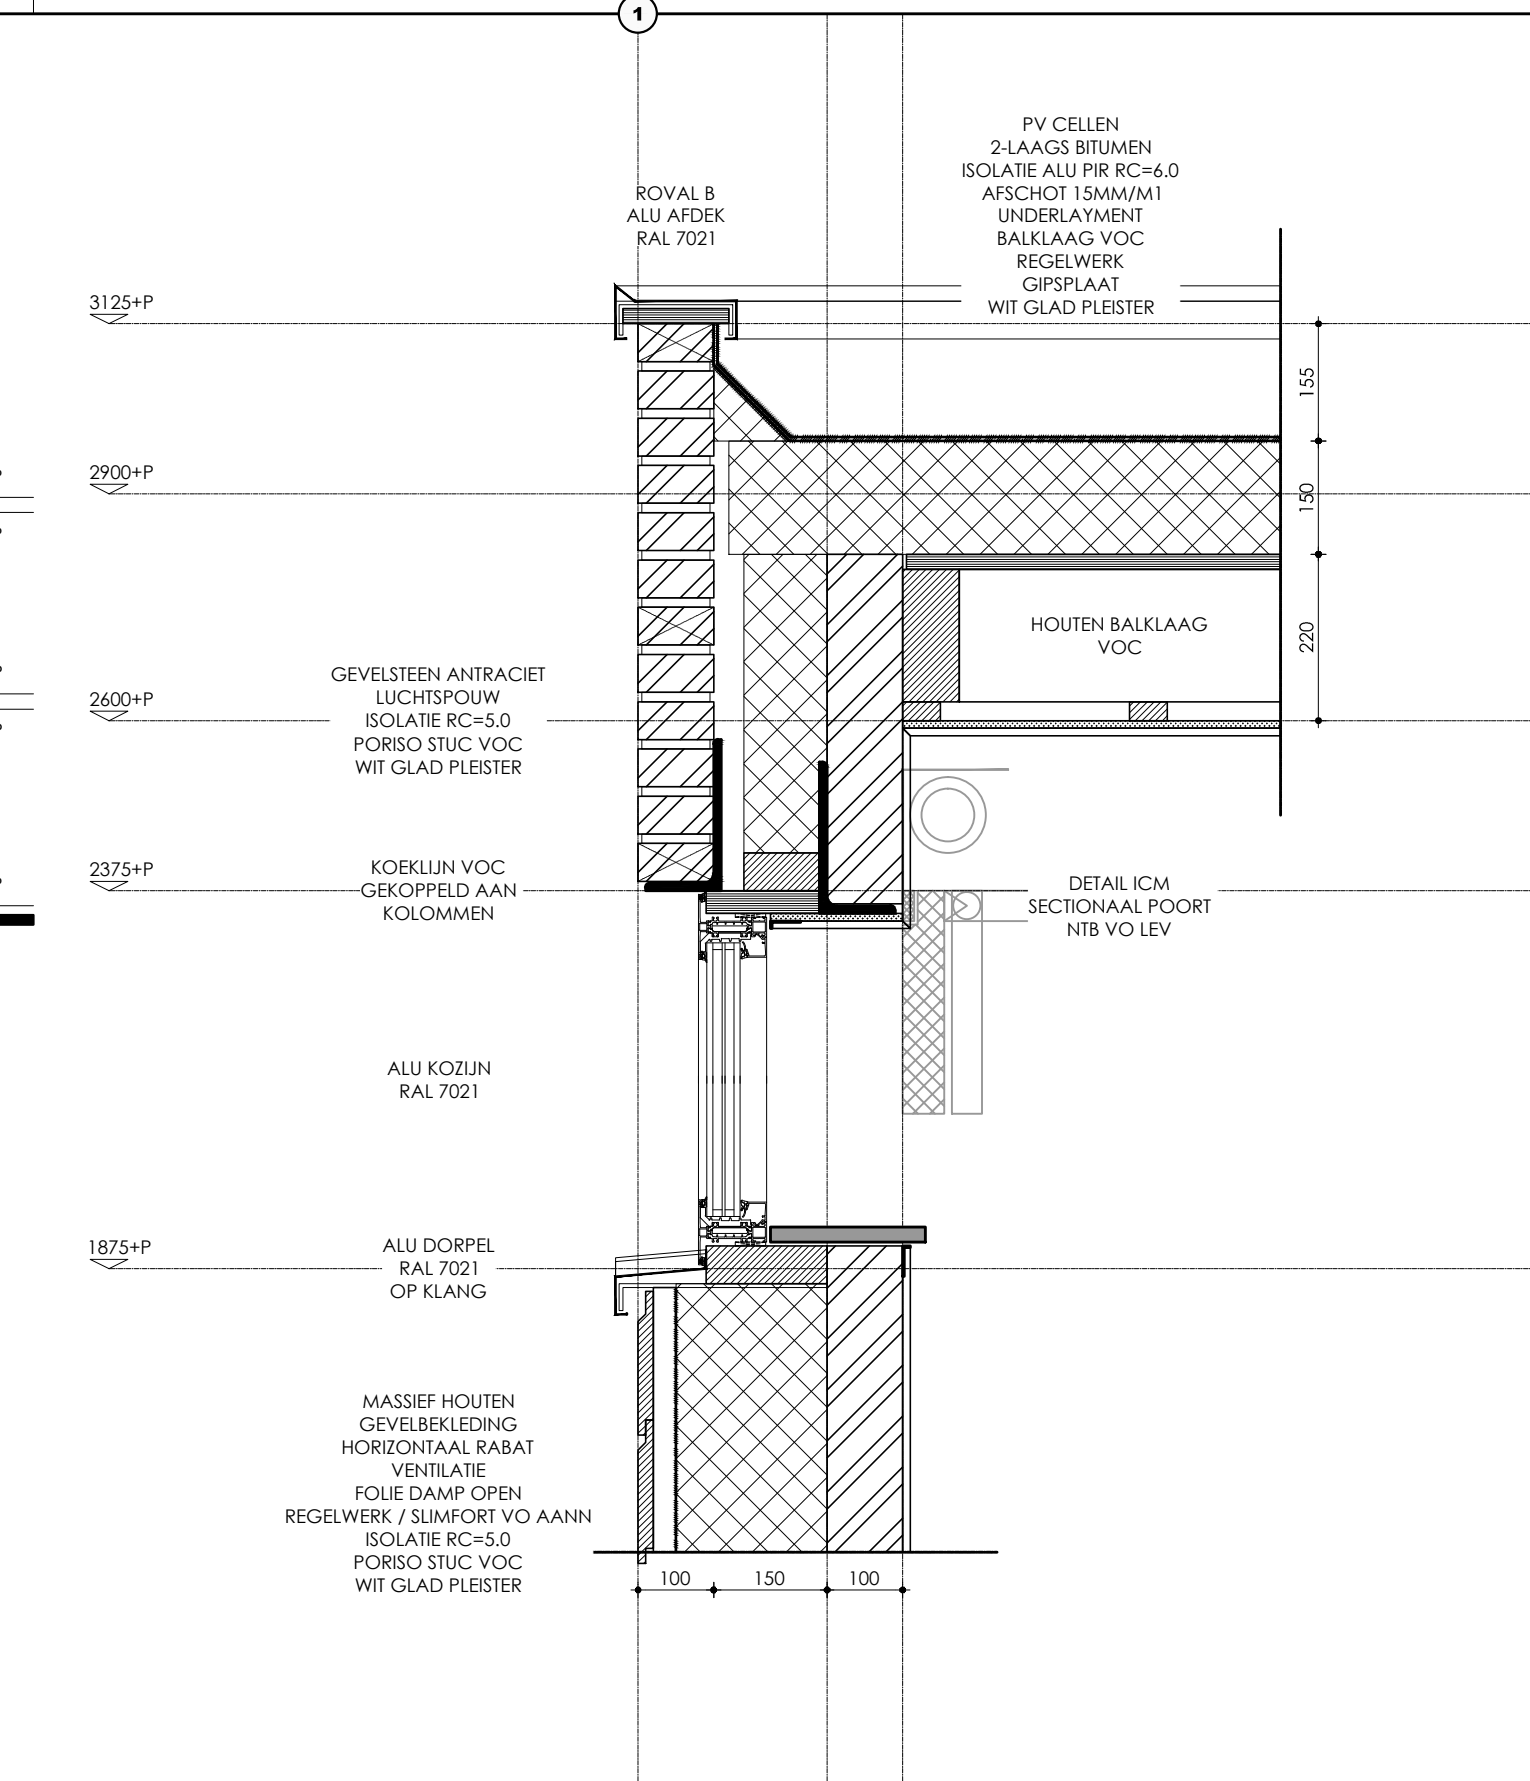 1
PV CELLEN
2-LAAGS BITUMEN
ISOLATIE ALU PIR RC=6.0
AFSCHOT 15MM/M1
UNDERLAYMENT
BALKLAAG VOC
REGELWERK
GIPSPLAAT
WIT GLAD PLEISTER
ROVAL B
ALU AFDEK
RAL 7021
3125+P
155
2900+P
150
HOUTEN BALKLAAG
VOC
220
GEVELSTEEN ANTRACIET
LUCHTSPOUW
ISOLATIE RC=5.0
PORISO STUC VOC
WIT GLAD PLEISTER
2600+P
2375+P
KOEKLIJN VOC
GEKOPPELD AAN
KOLOMMEN
DETAIL ICM
SECTIONAAL POORT
NTB VO LEV
ALU KOZIJN
RAL 7021
1875+P
ALU DORPEL
RAL 7021
OP KLANG
MASSIEF HOUTEN
GEVELBEKLEDING
HORIZONTAAL RABAT
VENTILATIE
FOLIE DAMP OPEN
REGELWERK / SLIMFORT VO AANN
ISOLATIE RC=5.0
PORISO STUC VOC
WIT GLAD PLEISTER
100 150 100